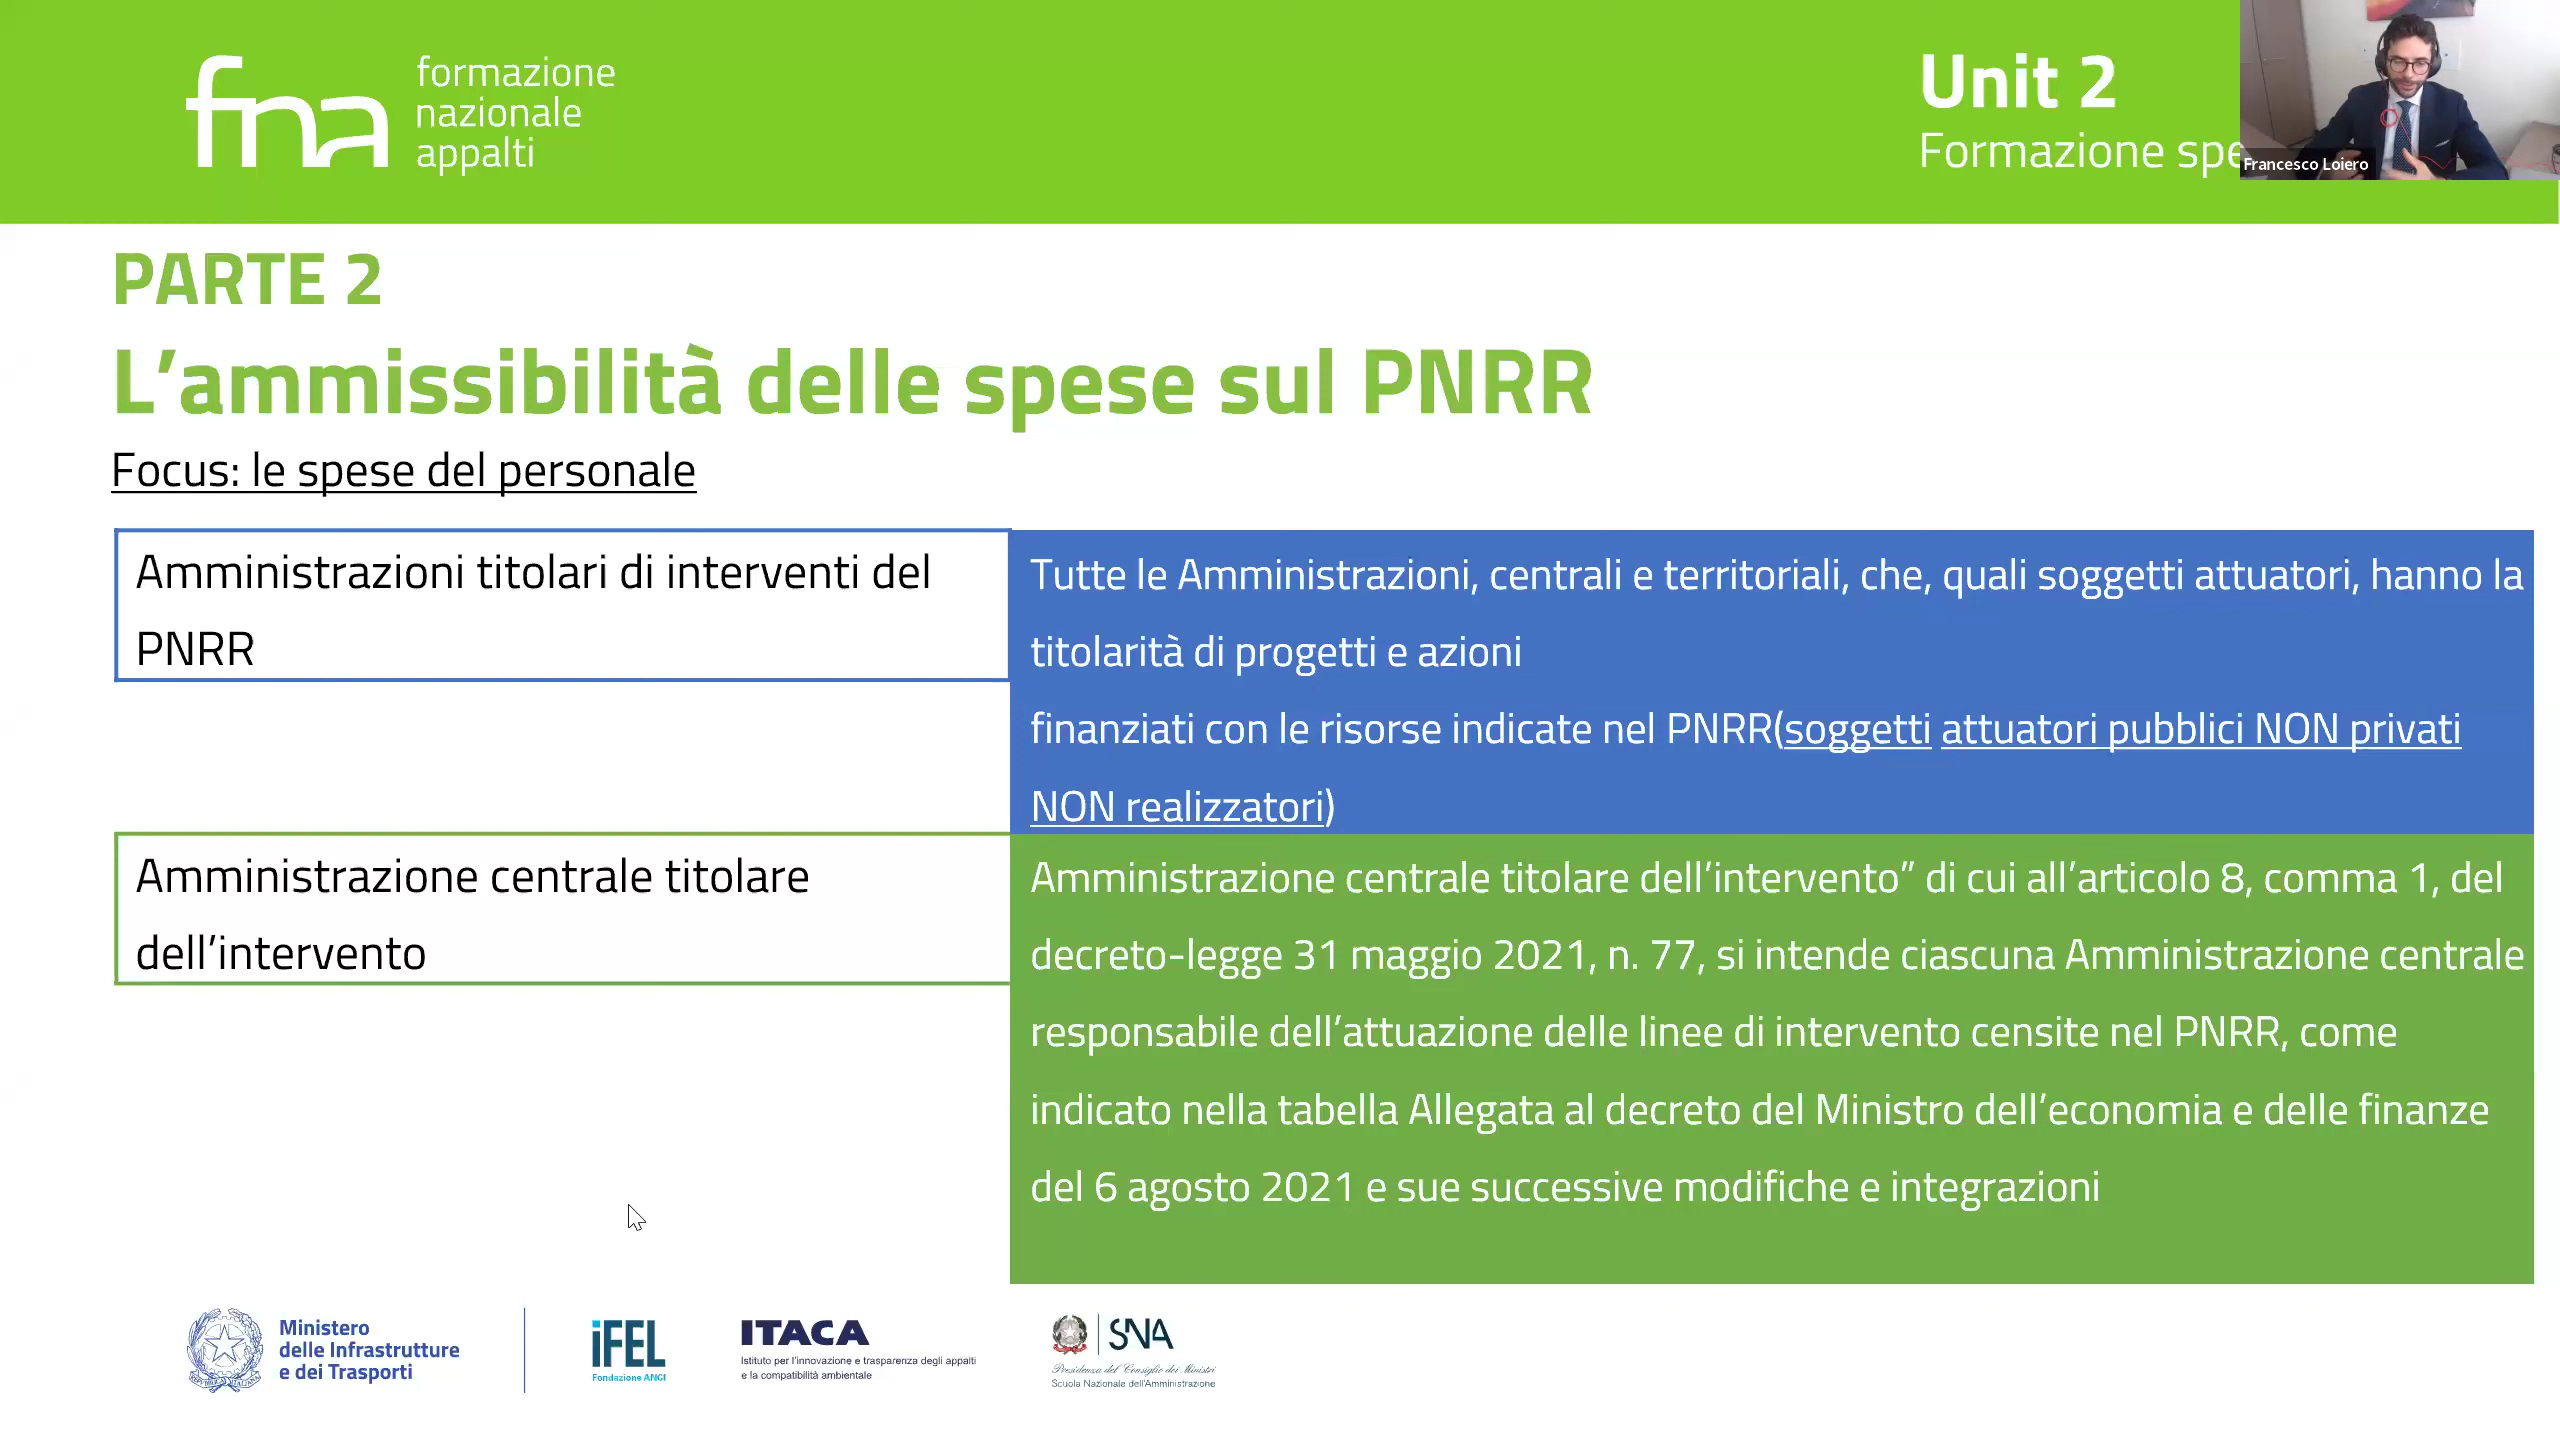 fna
formazione
nazionale
appalti
Unit 2
Formazione spe
Francesco Loiero
PARTE 2
L’ammissibilità delle spese sul PNRR
Focus: le spese del personale
Amministrazioni titolari di interventi del
PNRR
Tutte le Amministrazioni, centrali e territoriali, che, quali soggetti attuatori, hanno la
titolarità di progetti e azioni
finanziati con le risorse indicate nel PNRR(soggetti attuatori pubblici NON privati
NON realizzatori)
Amministrazione centrale titolare
dell’intervento
Amministrazione centrale titolare dell’intervento” di cui all’articolo 8, comma 1, del
decreto-legge 31 maggio 2021, n. 77, si intende ciascuna Amministrazione centrale
responsabile dell’attuazione delle linee di intervento censite nel PNRR, come
indicato nella tabella Allegata al decreto del Ministro dell’economia e delle finanze
del 6 agosto 2021 e sue successive modifiche e integrazioni
Ministero
delle Infrastrutture
e dei Trasporti
iFEL
Fondazione ANCI
ITACA
Istituto per l’innovazione e trasparenza degli appalti
e la compatibilità ambientale
SNA
Presidenza del Consiglio dei Ministri
Scuola Nazionale dell’Amministrazione